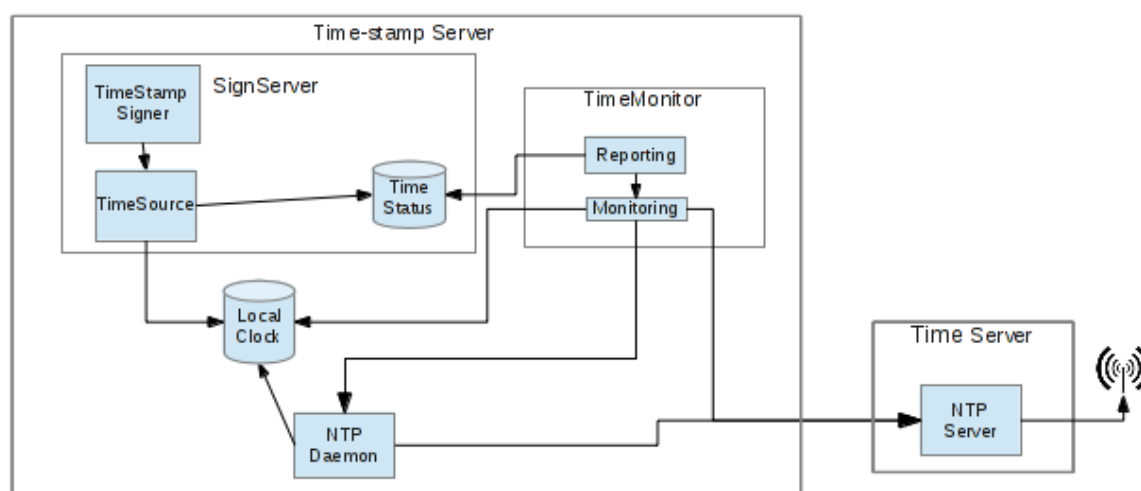 Time-stamp Server
SignServer
TimeStamp
Signer
TimeMonitor
Reporting
TimeSource
Time
Status
Monitoring
Local
Clock
Time Server
NTP
Daemon
NTP
Server